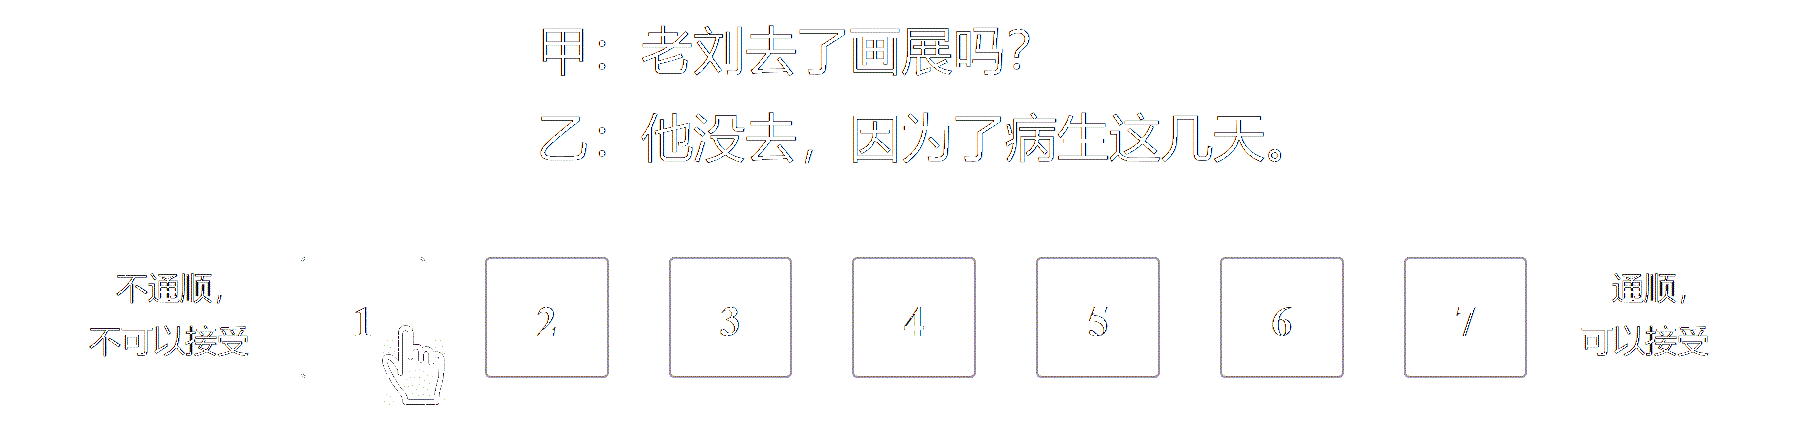 甲：老刘去了画展吗？
乙：他没去，因为了病生这几天。
不通顺，
不可以接受
1 2 3 4 5 6 7
通顺，
可以接受